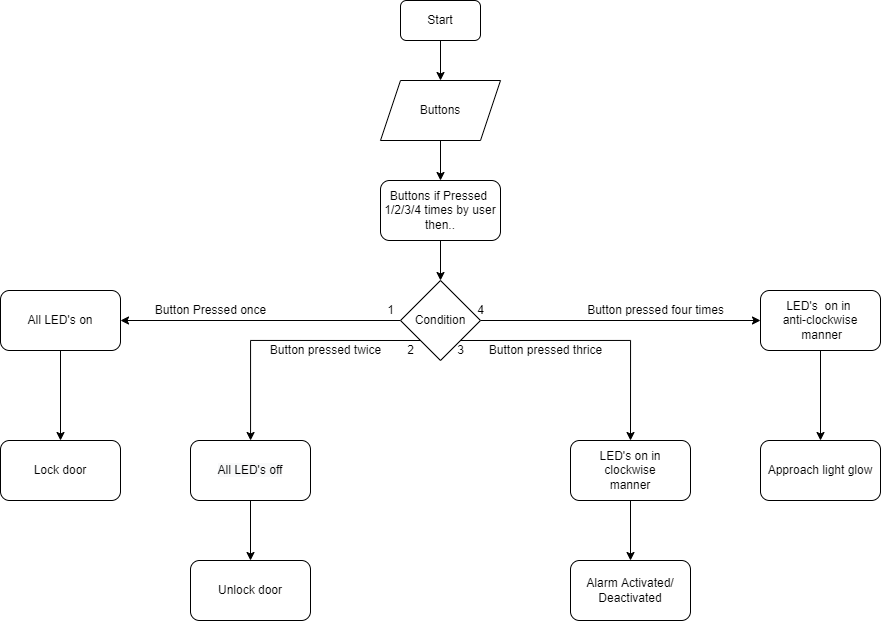 Start
Buttons
Buttons if Pressed
1/2/3/4 times by user
then..
Condition
1
Button Pressed once
4
Button pressed four times
2
Button pressed twice
3
Button pressed thrice
All LED's on
LED's  on in
anti-clockwise
manner
Lock door
All LED's off
LED's on in
clockwise
manner
Approach light glow
Unlock door
Alarm Activated/
Deactivated